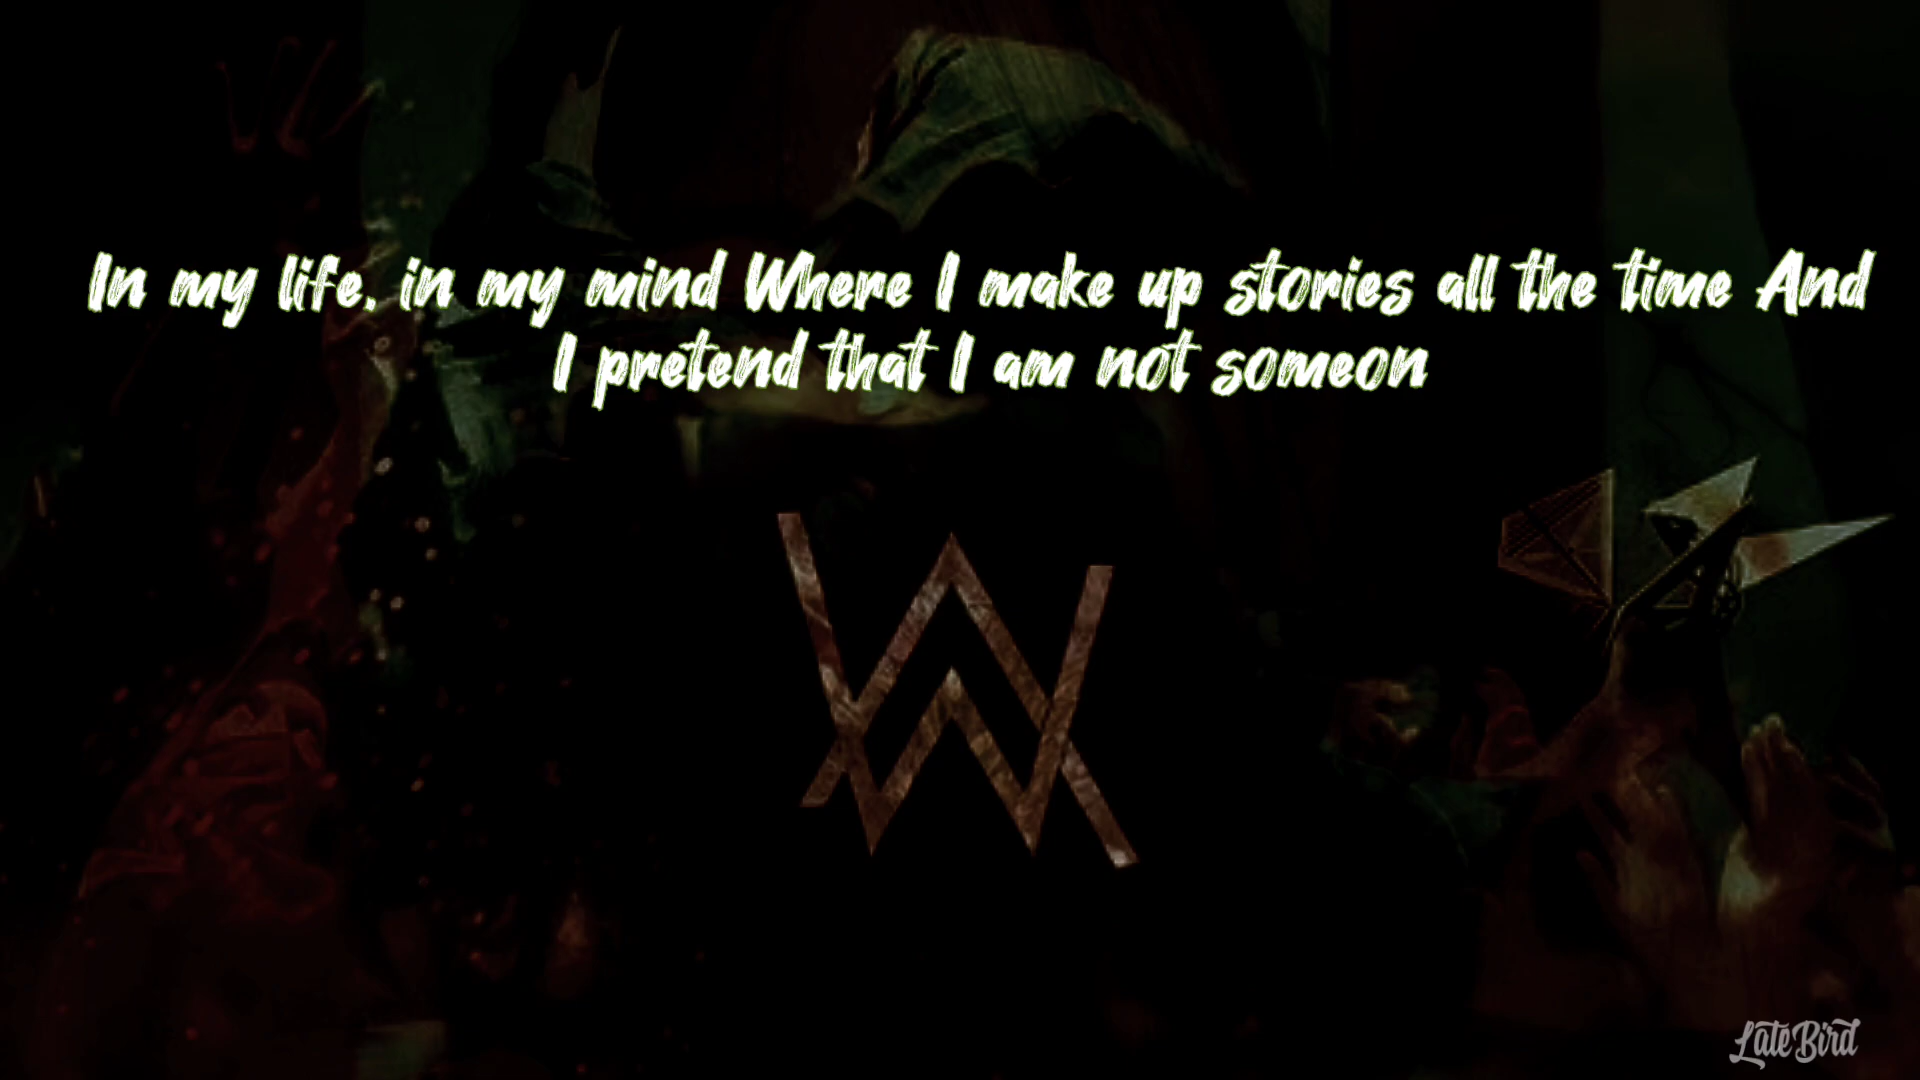 In my life, in my mind Where I make up stories all the time And
I pretend that I am not someon
LateBird